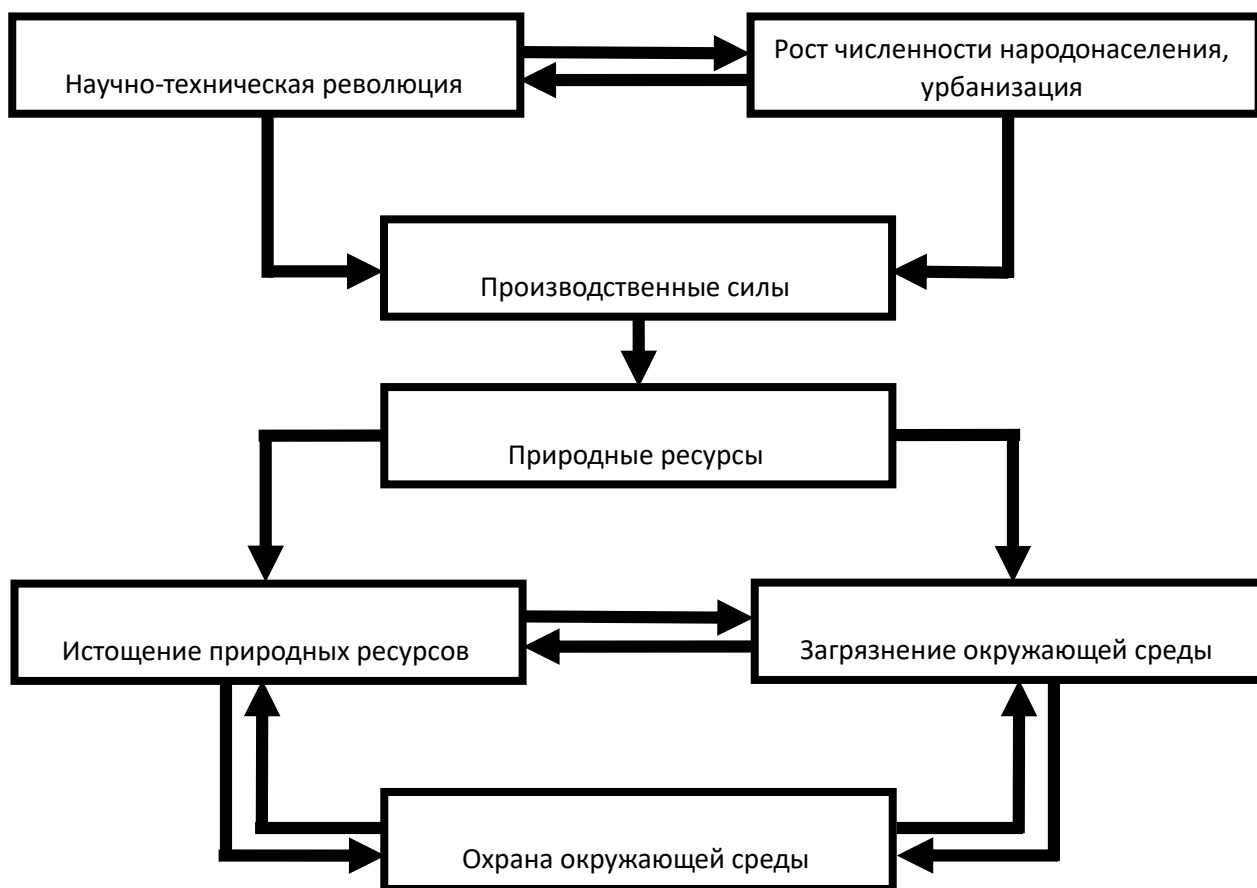 Научно-техническая революция
Рост численности народонаселения,
урбанизация
Производственные силы
Природные ресурсы
Истощение природных ресурсов
Загрязнение окружающей среды
Охрана окружающей среды